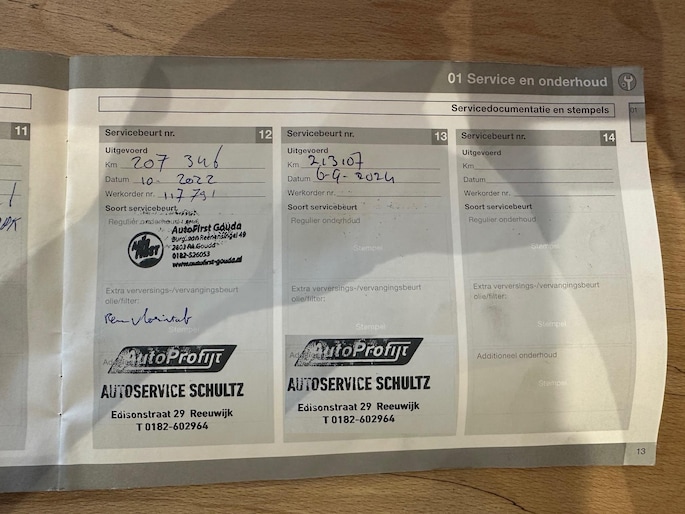 01 Service en onderhoud
Servicedocumentatie en stempels
11
Servicebeurt nr. 12
Uitgevoerd
Km 207 346
Datum 10 - 2022
Werkorder nr. 117791
Soort servicebeurt
Regulier onderhoud
AutoFirst Gouda
0182-526053
www.autofirst-gouda.nl
Extra verversings-/vervangingsbeurt
olie/filter:
Stempel
AutoProfijt
AUTOSERVICE SCHULTZ
Edisonstraat 29 Reeuwijk
T 0182-602964
Servicebeurt nr. 13
Uitgevoerd
Km 213107
Datum 6-9-2024
Werkorder nr.
Soort servicebeurt
Regulier onderhoud
Stempel
Extra verversings-/vervangingsbeurt
olie/filter:
Stempel
AutoProfijt
AUTOSERVICE SCHULTZ
Edisonstraat 29 Reeuwijk
T 0182-602964
Servicebeurt nr. 14
Uitgevoerd
Km
Datum
Werkorder nr.
Soort servicebeurt
Regulier onderhoud
Stempel
Extra verversings-/vervangingsbeurt
olie/filter:
Stempel
Additioneel onderhoud
Stempel
13